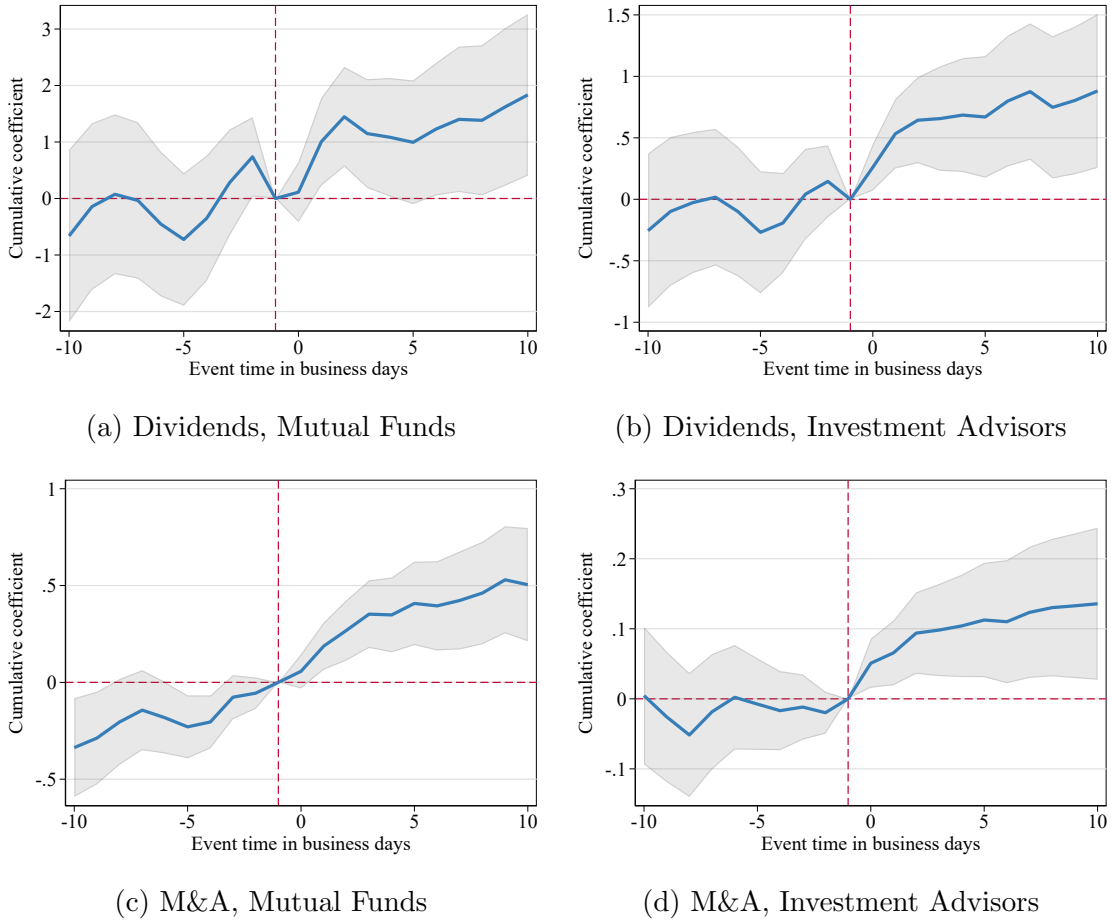 3
2
1
0
-1
-2
Cumulative coefficient
-10 -5 0 5 10
Event time in business days
(a) Dividends, Mutual Funds
1.5
1
.5
0
-.5
-1
Cumulative coefficient
-10 -5 0 5 10
Event time in business days
(b) Dividends, Investment Advisors
1
.5
0
-.5
Cumulative coefficient
-10 -5 0 5 10
Event time in business days
(c) M&A, Mutual Funds
.3
.2
.1
0
-.1
Cumulative coefficient
-10 -5 0 5 10
Event time in business days
(d) M&A, Investment Advisors